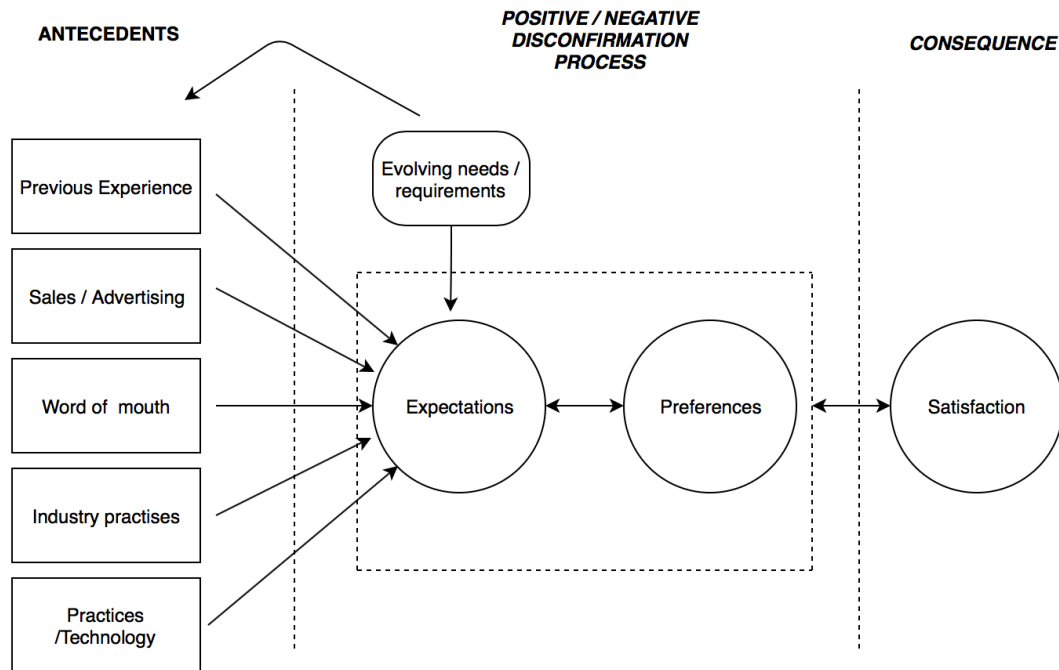 ANTECEDENTS
POSITIVE / NEGATIVE
DISCONFIRMATION
PROCESS
CONSEQUENCE
Evolving needs /
requirements
Previous Experience
Sales / Advertising
Word of mouth
Industry practises
Practices
/Technology
Expectations
Preferences
Satisfaction